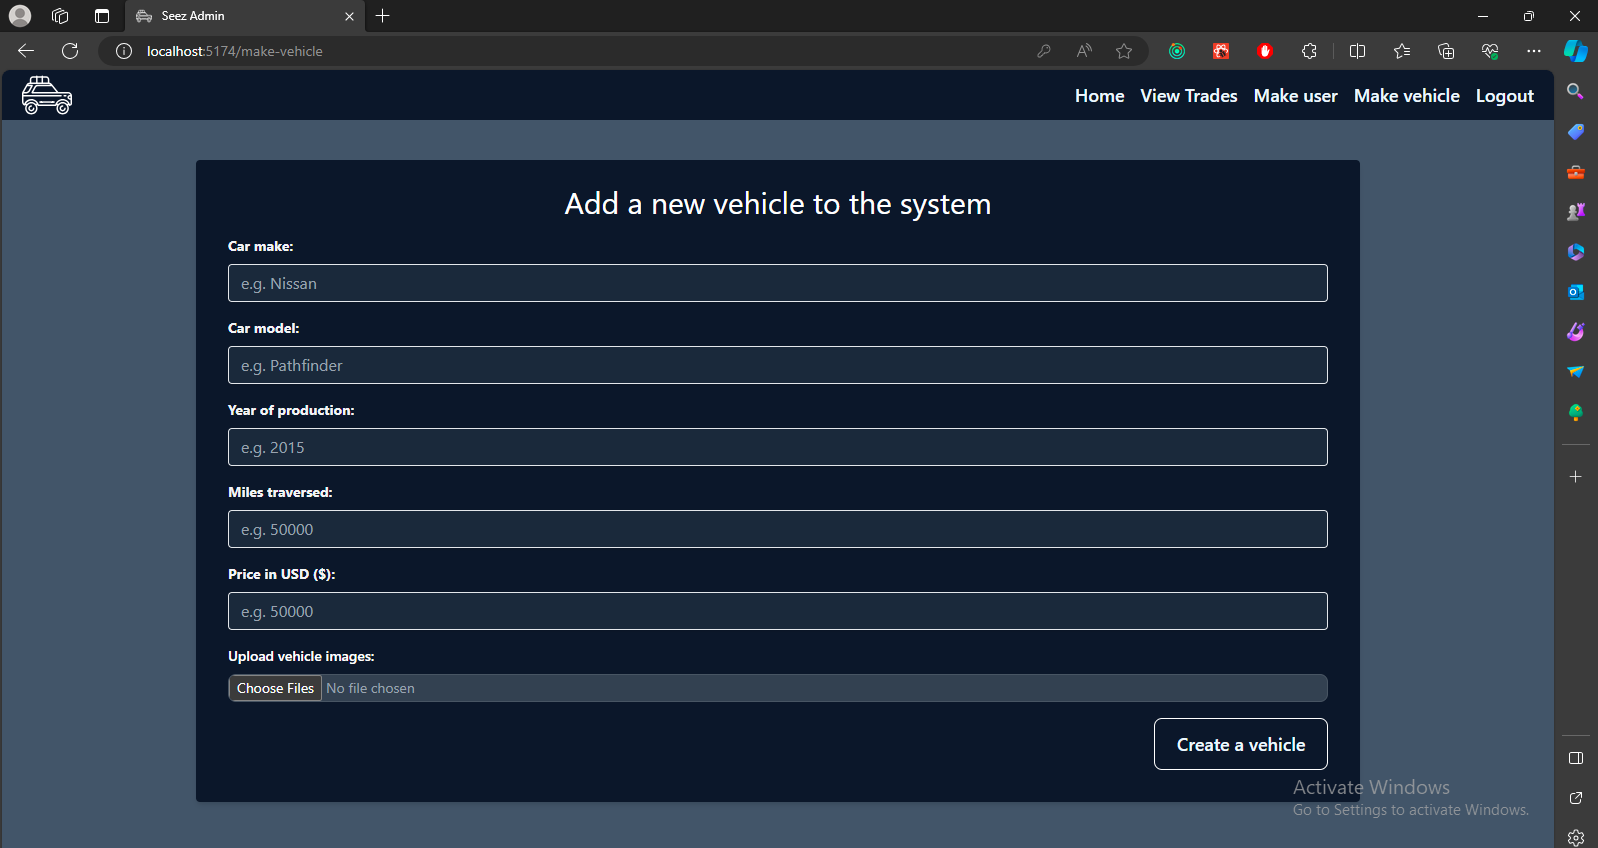 Seez Admin
localhost:5174/make-vehicle
Home View Trades Make user Make vehicle Logout
Add a new vehicle to the system
Car make:
e.g. Nissan
Car model:
e.g. Pathfinder
Year of production:
e.g. 2015
Miles traversed:
e.g. 50000
Price in USD ($):
e.g. 50000
Upload vehicle images:
Choose Files No file chosen
Create a vehicle
Activate Windows
Go to Settings to activate Windows.